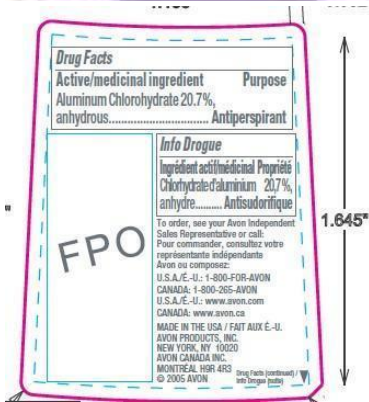 Drug Facts
Active/medicinal ingredient Purpose
Aluminum Chlorohydrate 20.7%,
anhydrous................................ Antiperspirant
Info Drogue
Ingrédient actif/médicinal Propriété
Chlorhydrate d'aluminium 20,7%,
anhydre.......... Antisudorifique
FPO
To order, see your Avon Independent
Sales Representative or call:
Pour commander, consultez votre
représentante indépendante
Avon ou composez:
U.S.A./É.-U.: 1-800-FOR-AVON
CANADA: 1-800-265-AVON
U.S.A./É.-U.: www.avon.com
CANADA: www.avon.ca
MADE IN THE USA / FAIT AUX É.-U.
AVON PRODUCTS, INC.
NEW YORK, NY 10020
AVON CANADA INC.
MONTRÉAL H9R 4R3
© 2005 AVON
Drug Facts (continued) /
Info Drogue (suite)
1.645"